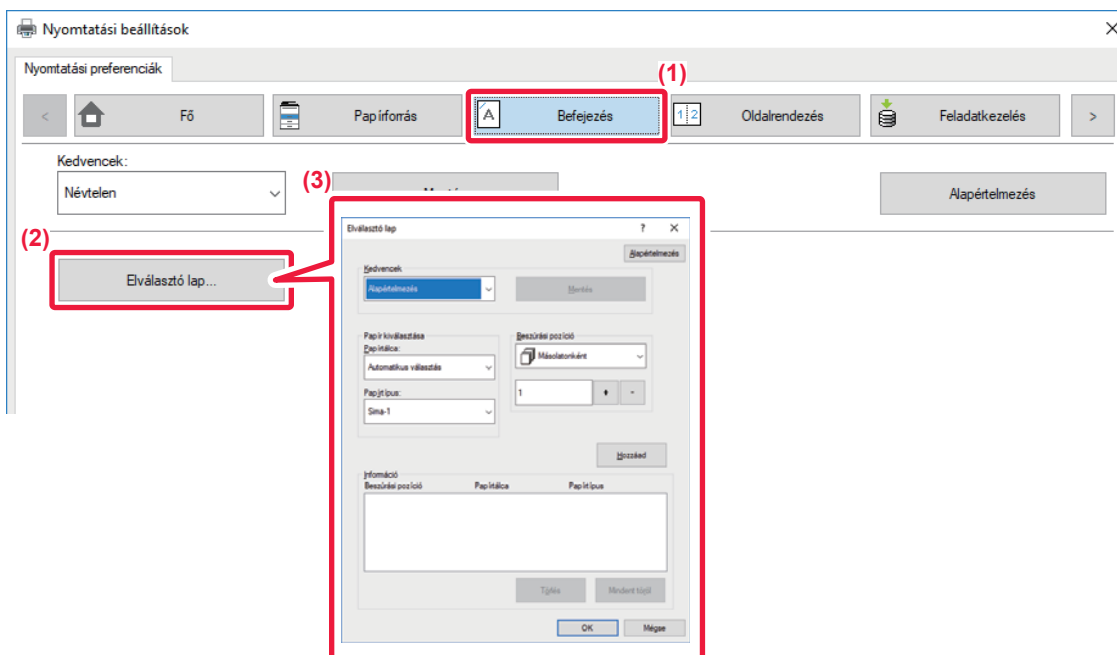 Nyomtatási beállítások
Nyomtatási preferenciák
(1)
<
Fő
Papírforrás
A
Befejezés
1 2
Oldalrendezés
Feladatkezelés
>
Kedvencek:
Névtelen
(3)
Alapértelmezés
(2)
Elválasztó lap...
Elválasztó lap
?
Alapértelmezés
Kedvencek
Alapértelmezés
Mentés
Papír kiválasztása
Papírtálca:
Automatikus választás
Papírtípus:
Sima-1
Beszúrási pozíció
Másolatonként
1
+ -
Hozzáad
Információ
Beszúrási pozíció Papírtálca Papírtípus
Törlés Mindent töröl
OK Mégse